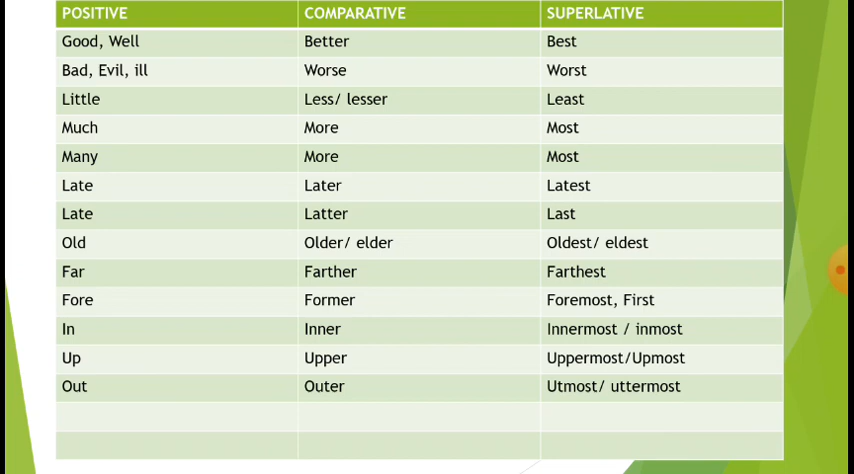 POSITIVE COMPARATIVE SUPERLATIVE
Good, Well Better Best
Bad, Evil, ill Worse Worst
Little Less/ lesser Least
Much More Most
Many More Most
Late Later Latest
Late Latter Last
Old Older/ elder Oldest/ eldest
Far Farther Farthest
Fore Former Foremost, First
In Inner Innermost / inmost
Up Upper Uppermost/Upmost
Out Outer Utmost/ uttermost